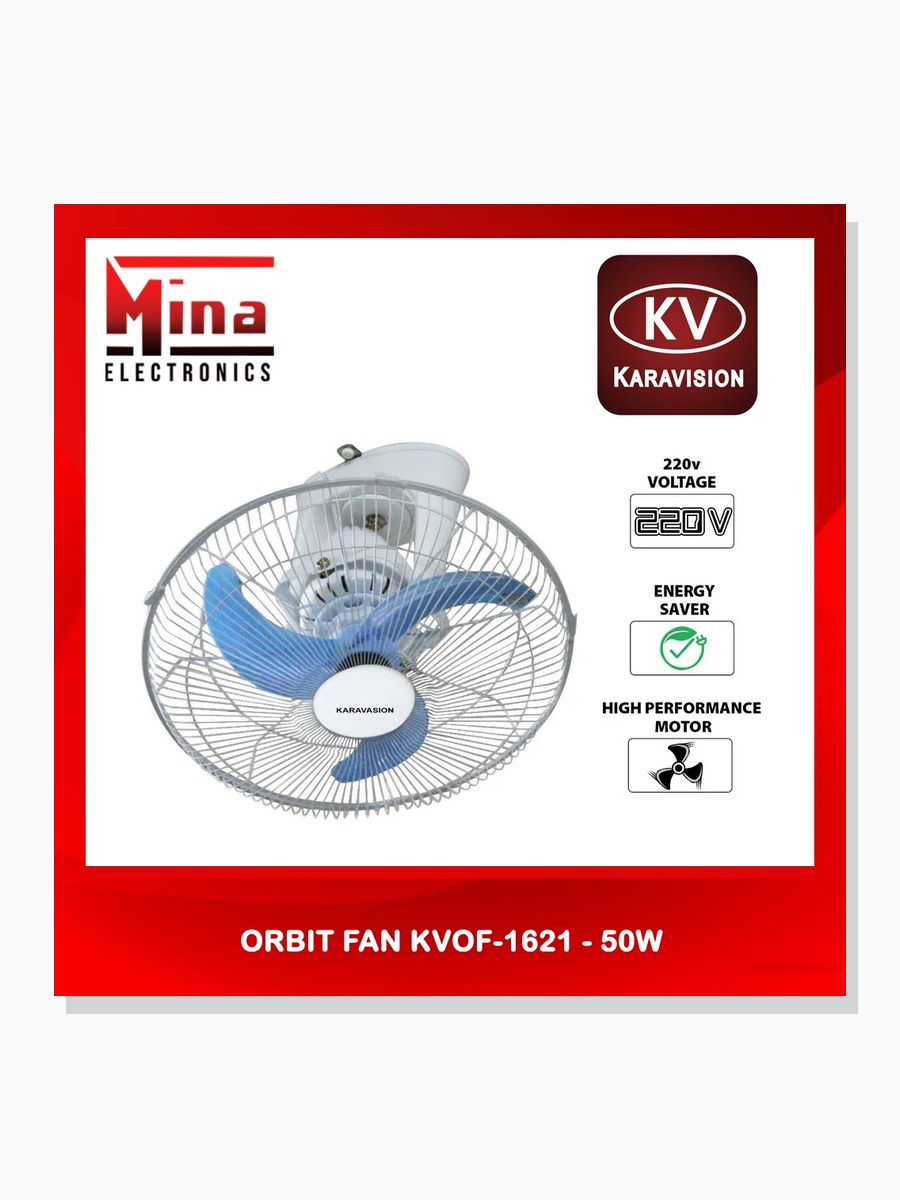 Mina
ELECTRONICS
KV
KARAVISION
220v
VOLTAGE
220V
ENERGY
SAVER
HIGH PERFORMANCE
MOTOR
KARAVASION
ORBIT FAN KVOF-1621 - 50W